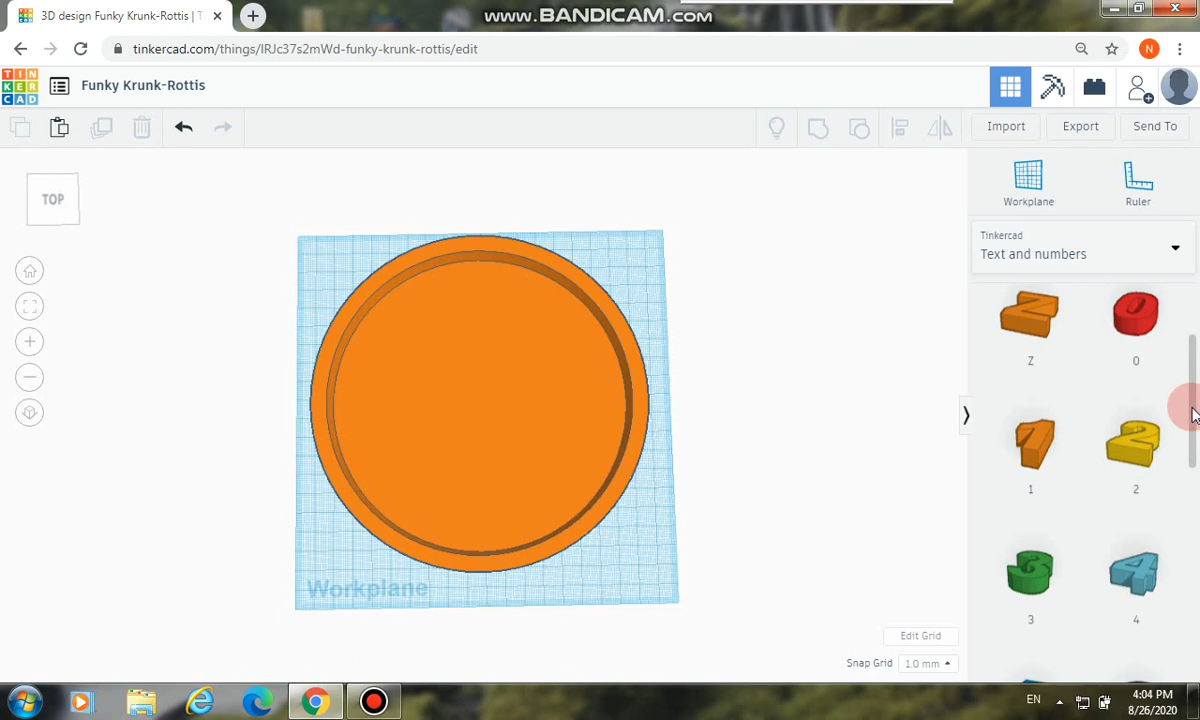 3D design Funky Krunk-Rottis | T
www.BANDICAM.com
tinkercad.com/things/lRJc37s2mWd-funky-krunk-rottis/edit
N
TIN
KER
CAD
Funky Krunk-Rottis
Import
Export
Send To
TOP
Workplane
Ruler
Tinkercad
Text and numbers
Z
0
1
2
3
4
Workplane
Edit Grid
Snap Grid
1.0 mm
EN
4:04 PM
8/26/2020